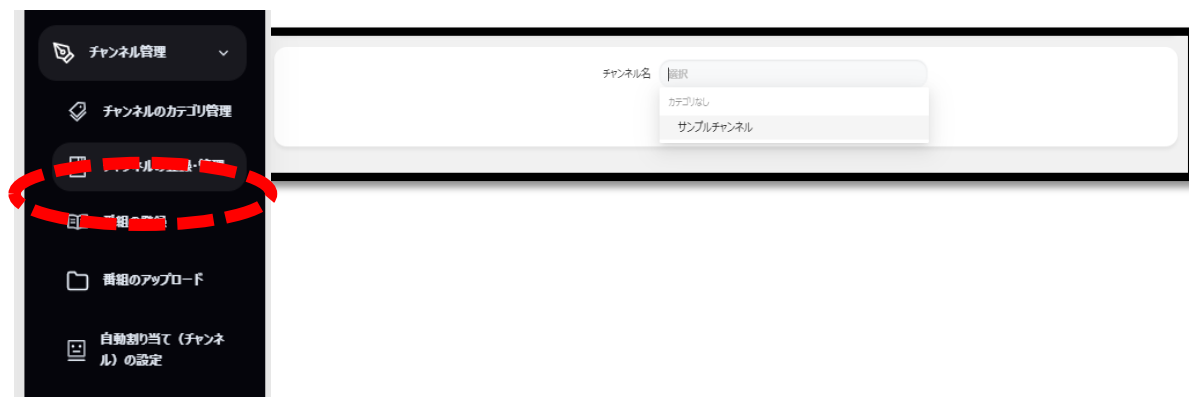 チャンネル管理
チャンネルのカテゴリ管理
番組のアップロード
自動割り当て（チャンネ
ル）の設定
チャンネル名
選択
カテゴリなし
サンプルチャンネル